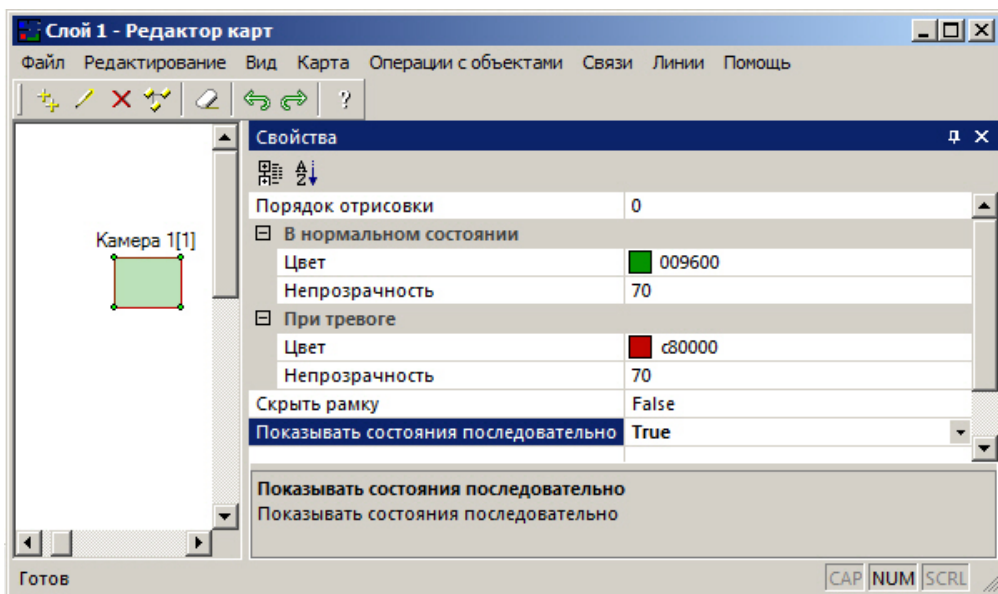 Слой 1 - Редактор карт
Файл Редактирование Вид Карта Операции с объектами Связи Линии Помощь
?
Свойства
A
Z
Порядок отрисовки 0
Камера 1[1]
В нормальном состоянии
Цвет 009600
Непрозрачность 70
При тревоге
Цвет c80000
Непрозрачность 70
Скрыть рамку False
Показывать состояния последовательно True
Показывать состояния последовательно
Показывать состояния последовательно
Готов CAP NUM SCRL